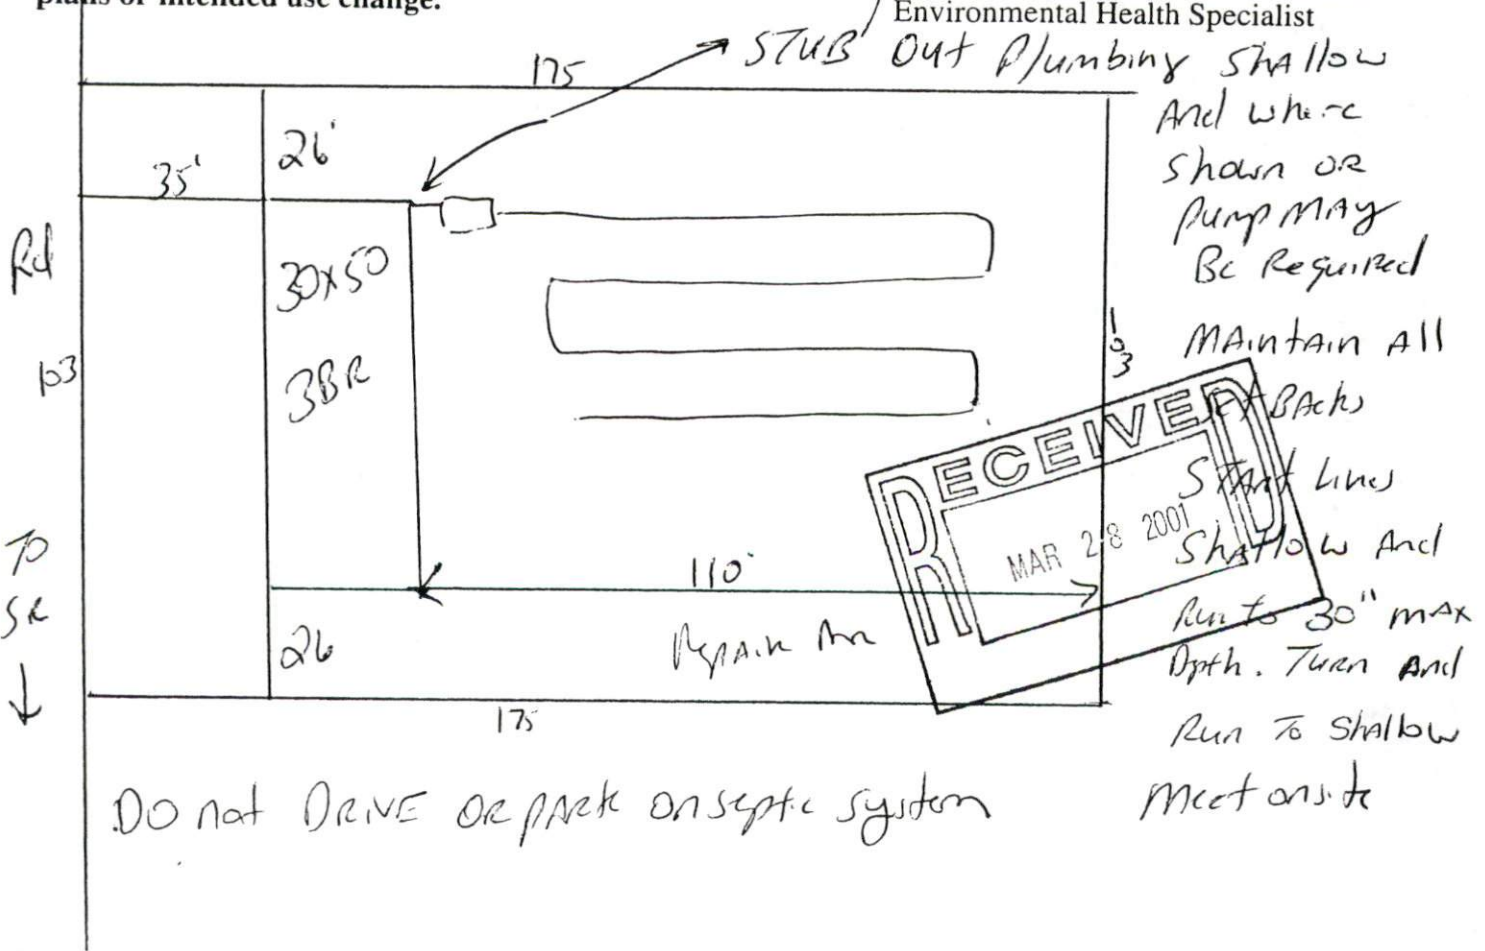 plans or intended use change.
Environmental Health Specialist
STUB Out Plumbing Shallow
And where
Shown OR
Pump MAy
Be Required
MAintain All
SetBAcks
START Lines
Shallow And
Run to 30" mAx
Dpth. Turn And
Run To Shallow
Meet onsite
175
35'
26'
Rd
103
30x50
3BR
103
To
SR
110'
26
Repair
175
RECEIVED
MAR 28 2001
DO not DRIVE OR pARk on septic system